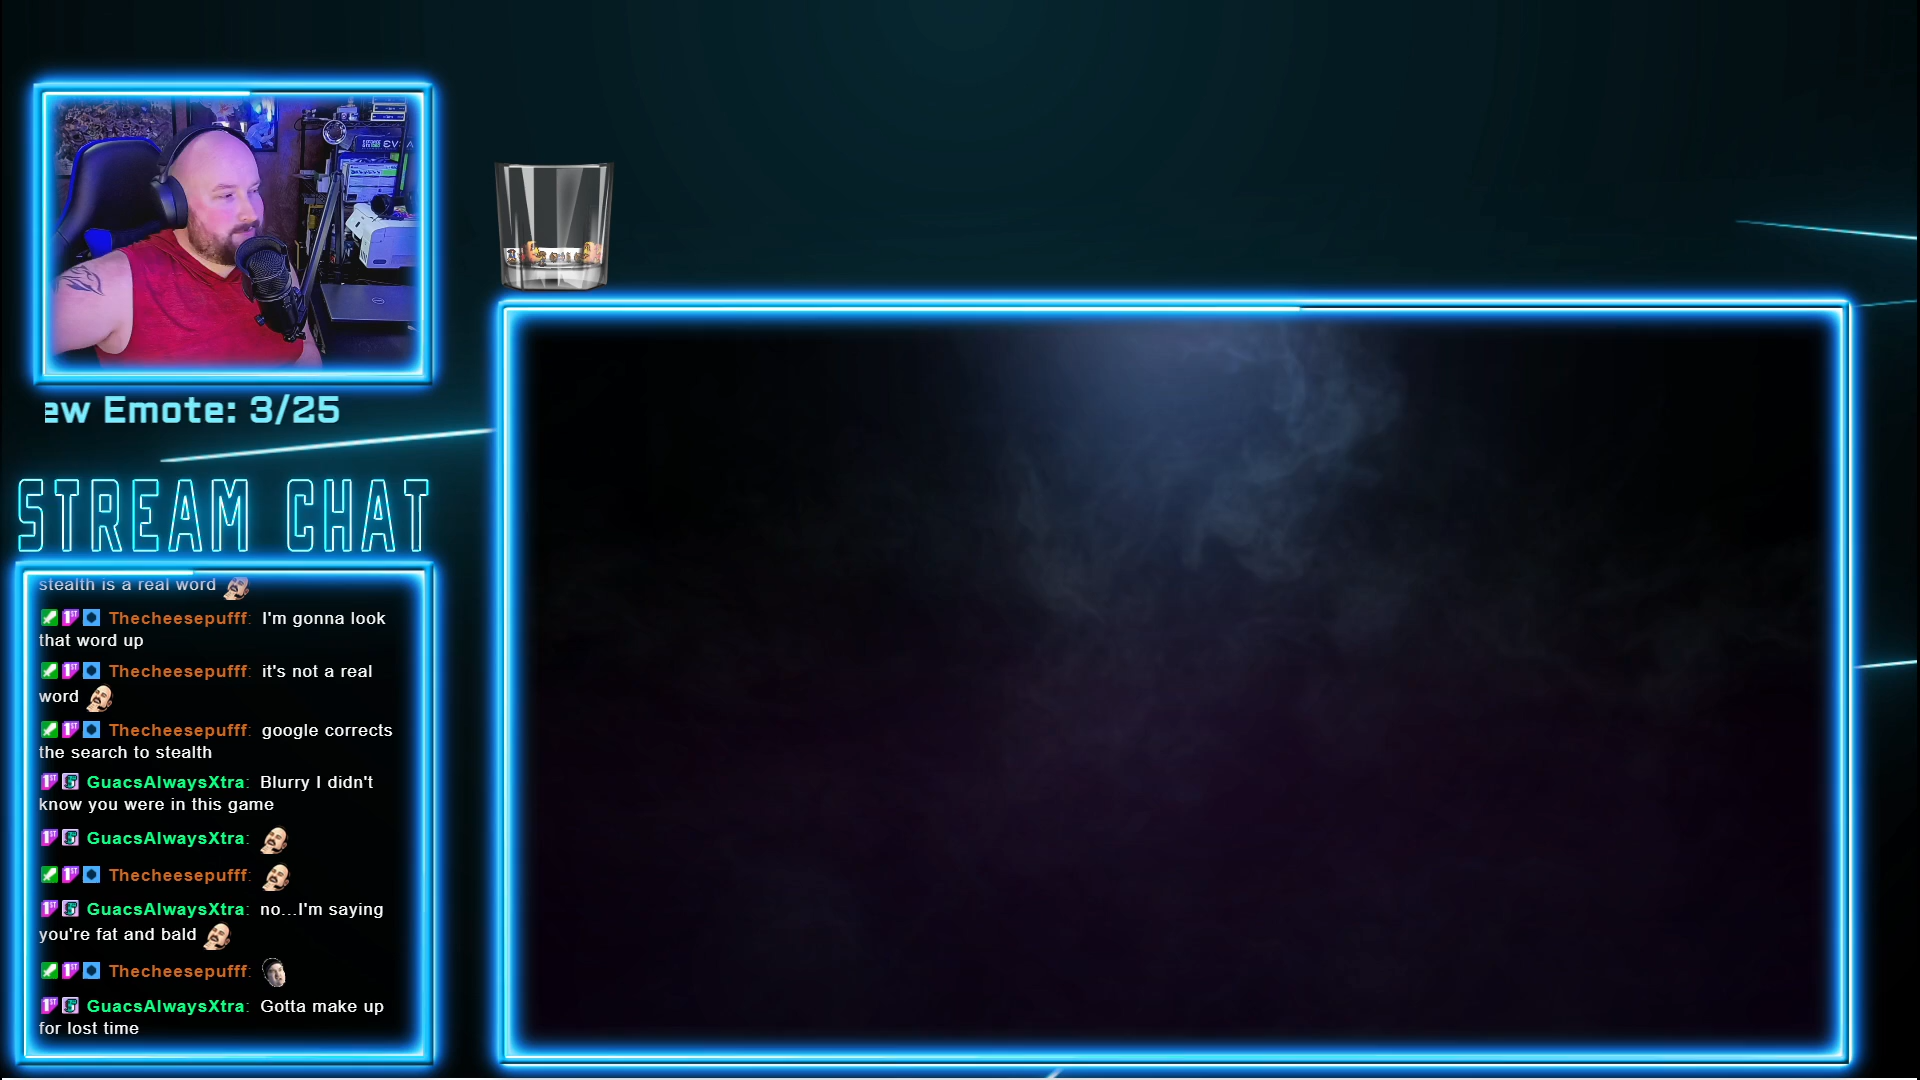 EVGA
ew Emote: 3/25
STREAM CHAT
stealth is a real word
Thecheesepufff: I'm gonna look
that word up
Thecheesepufff: it's not a real
word
Thecheesepufff: google corrects
the search to stealth
GuacsAlwaysXtra: Blurry I didn't
know you were in this game
GuacsAlwaysXtra:
Thecheesepufff:
GuacsAlwaysXtra: no...I'm saying
you're fat and bald
Thecheesepufff:
GuacsAlwaysXtra: Gotta make up
for lost time